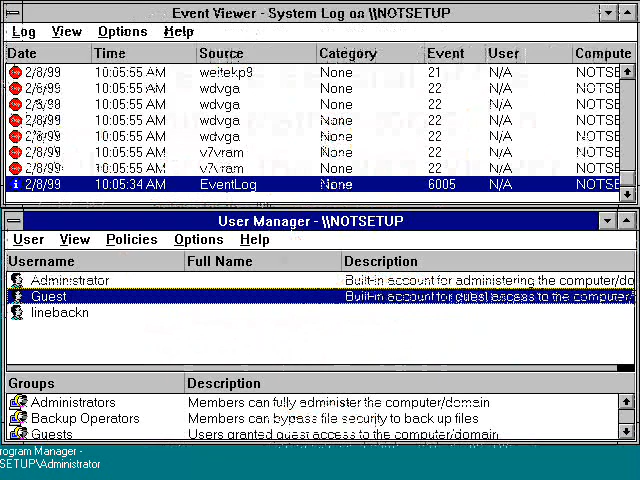 Event Viewer - System Log on \\NOTSETUP
Log View Options Help
Date Time Source Category Event User Compute
2/8/99 10:05:55 AM weitekp9 None 21 N/A NOTSE
2/8/99 10:05:55 AM wdvga None 22 N/A NOTSE
2/8/99 10:05:55 AM wdvga None 22 N/A NOTSE
2/8/99 10:05:55 AM wdvga None 22 N/A NOTSE
2/8/99 10:05:55 AM wdvga None 22 N/A NOTSE
2/8/99 10:05:55 AM v7vram None 22 N/A NOTSE
2/8/99 10:05:55 AM v7vram None 22 N/A NOTSE
2/8/99 10:05:34 AM EventLog None 6005 N/A NOTSE
User Manager - \\NOTSETUP
User View Policies Options Help
Username Full Name Description
Administrator Built-in account for administering the computer/do
Guest Built-in account for guest access to the computer/
linebackn
Groups Description
Administrators Members can fully administer the computer/domain
Backup Operators Members can bypass file security to back up files
Guests Users granted guest access to the computer/domain
rogram Manager -
SETUP\Administrator